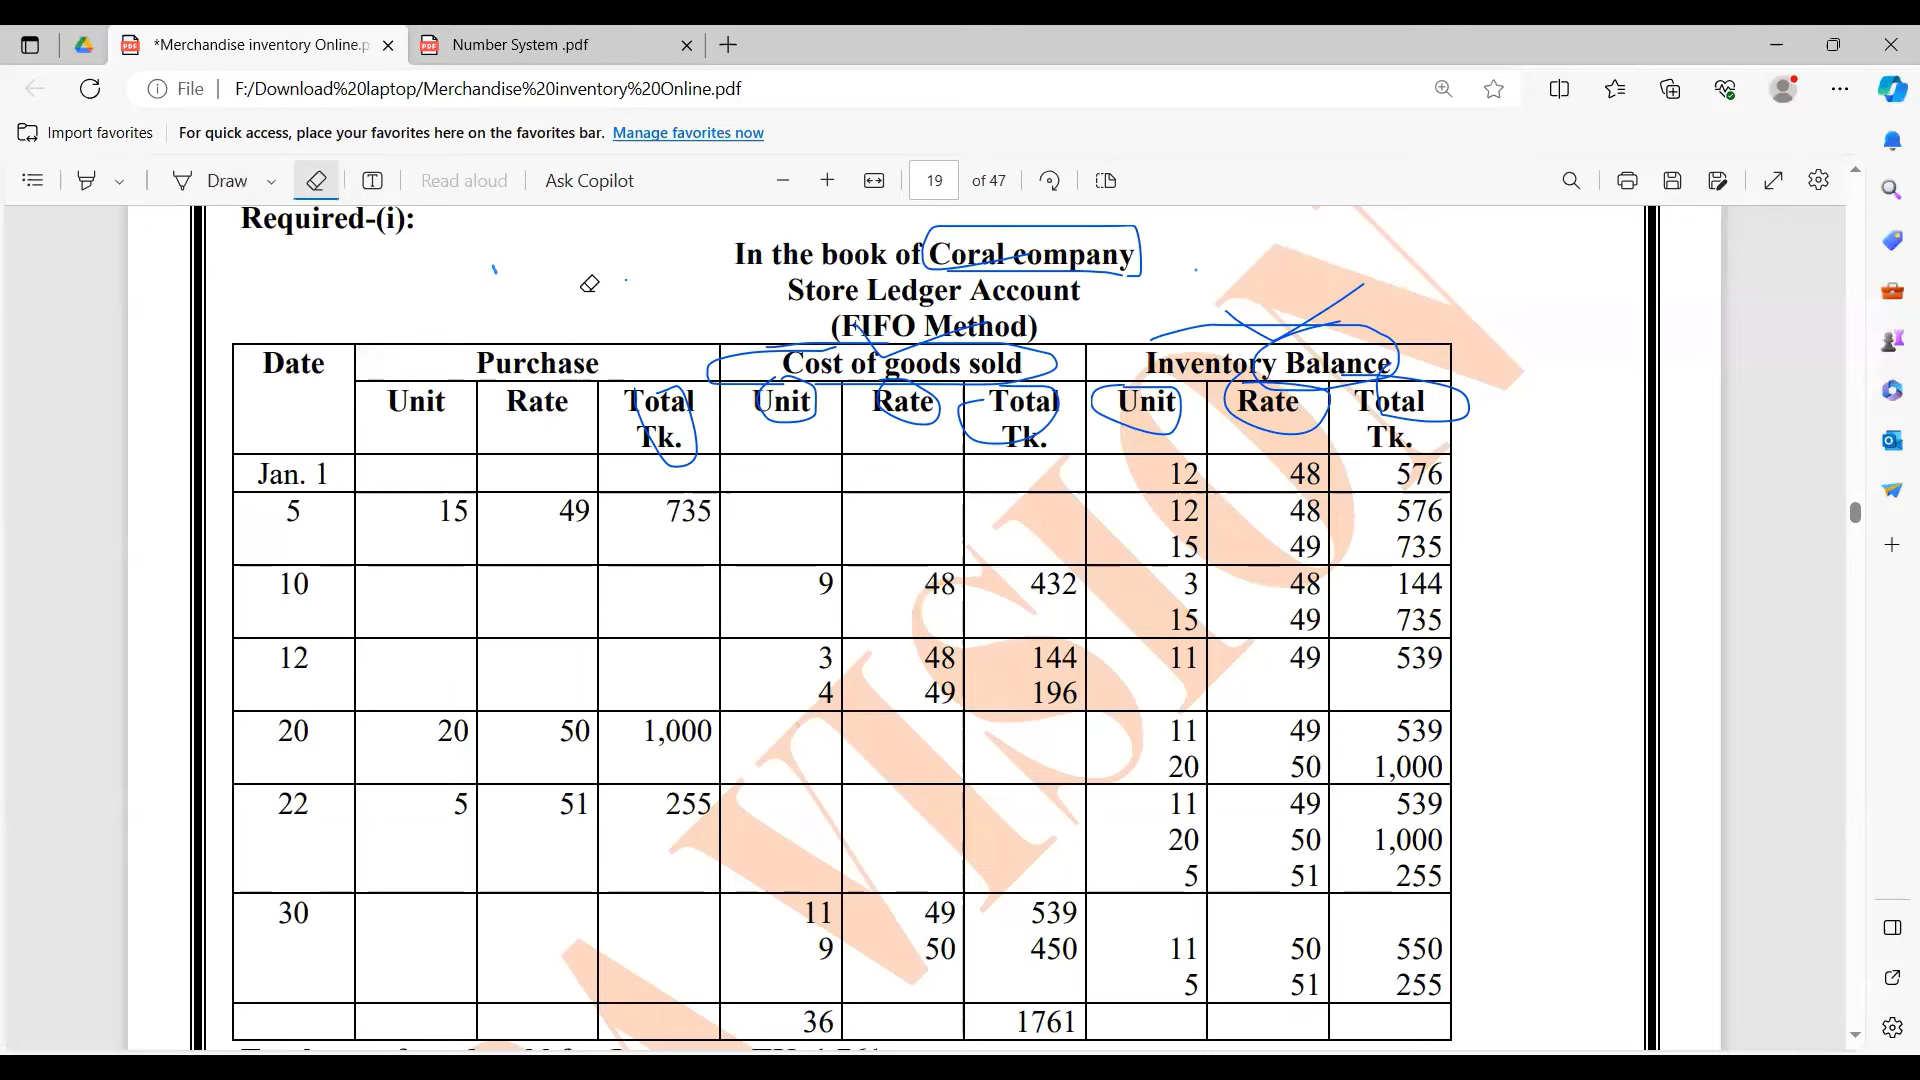 *Merchandise inventory Online.p
Number System .pdf
File
F:/Download%20laptop/Merchandise%20inventory%20Online.pdf
Import favorites
For quick access, place your favorites here on the favorites bar. Manage favorites now
Draw
Read aloud
Ask Copilot
19 of 47
Required-(i):
In the book of Coral company
Store Ledger Account
(FIFO Method)
Date Purchase Cost of goods sold Inventory Balance
Unit Rate Total Tk. Unit Rate Total Tk. Unit Rate Total Tk.
Jan. 1 12 48 576
5 15 49 735 12 48 576
15 49 735
10 9 48 432 3 48 144
15 49 735
12 3 48 144 11 49 539
4 49 196
20 20 50 1,000 11 49 539
20 50 1,000
22 5 51 255 11 49 539
20 50 1,000
5 51 255
30 11 49 539
9 50 450 11 50 550
5 51 255
36 1761
VISION